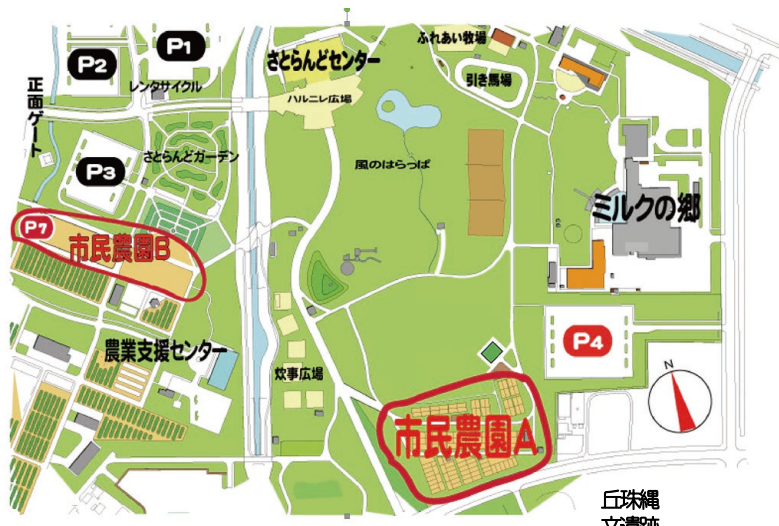 P2
P1
レンタサイクル
正面ゲート
さとらんどセンター
ハルニレ広場
ふれあい牧場
引き馬場
P3
さとらんどガーデン
風のはらっぱ
ミルクの郷
P7
市民農園B
農業支援センター
炊事広場
P4
市民農園A
N
丘珠縄
文遺跡